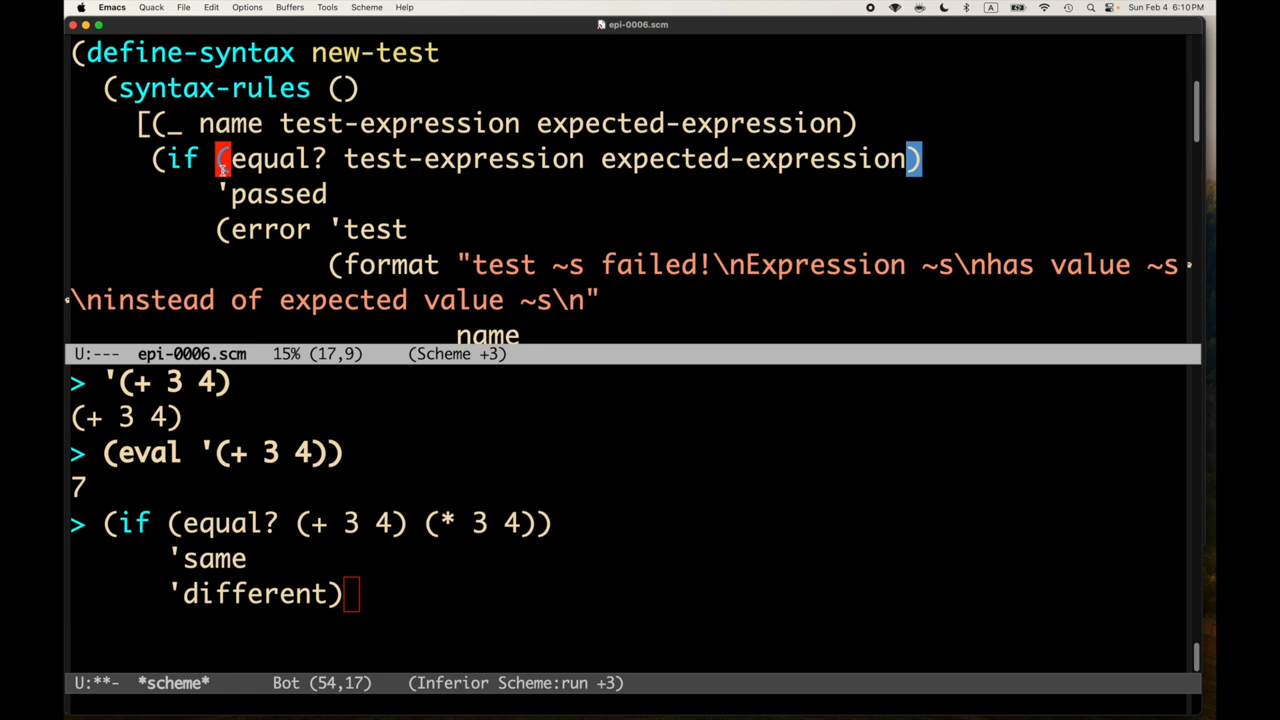 Emacs Quack File Edit Options Buffers Tools Scheme Help A Sun Feb 4 6:10 PM
epi-0006.scm
(define-syntax new-test
(syntax-rules ()
[(_ name test-expression expected-expression)
(if (equal? test-expression expected-expression)
'passed
(error 'test
(format "test ~s failed!\nExpression ~s\nhas value ~s
\ninstead of expected value ~s\n"
name
U:--- epi-0006.scm 15% (17,9) (Scheme +3)
> '(+ 3 4)
(+ 3 4)
> (eval '(+ 3 4))
7
> (if (equal? (+ 3 4) (* 3 4))
'same
'different)
U:**- *scheme* Bot (54,17) (Inferior Scheme:run +3)